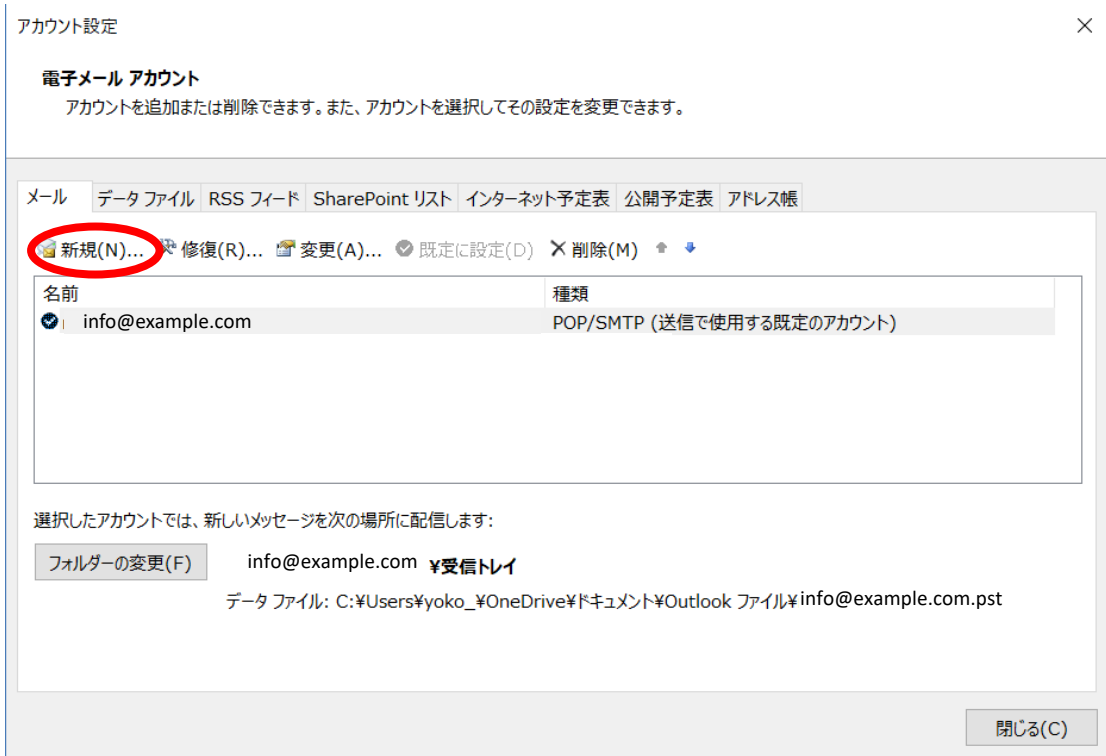 アカウント設定
電子メール アカウント
アカウントを追加または削除できます。また、アカウントを選択してその設定を変更できます。
メール データ ファイル RSS フィード SharePoint リスト インターネット予定表 公開予定表 アドレス帳
新規(N)... 修復(R)... 変更(A)... 既定に設定(D) 削除(M)
名前 種類
info@example.com POP/SMTP (送信で使用する既定のアカウント)
選択したアカウントでは、新しいメッセージを次の場所に配信します:
フォルダーの変更(F) info@example.com ¥受信トレイ
データ ファイル: C:¥Users¥yoko_¥OneDrive¥ドキュメント¥Outlook ファイル¥info@example.com.pst
閉じる(C)